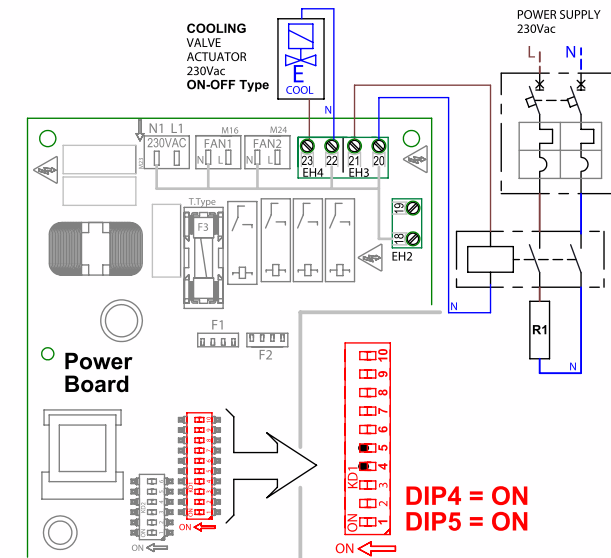 COOLING
VALVE
ACTUATOR
230Vac
ON-OFF Type
E
COOL
N
POWER SUPPLY
230Vac
L
N
N1 L1
230VAC
M16
FAN1
N L
M24
FAN2
N L
23 22 21 20
EH4 EH3
19
18
EH2
T.Type
F3
F1
F2
N
R1
N
Power
Board
10
9
8
7
6
5
4
3
2
1
KD1
ON
ON
DIP4 = ON
DIP5 = ON
ON
ON
ON